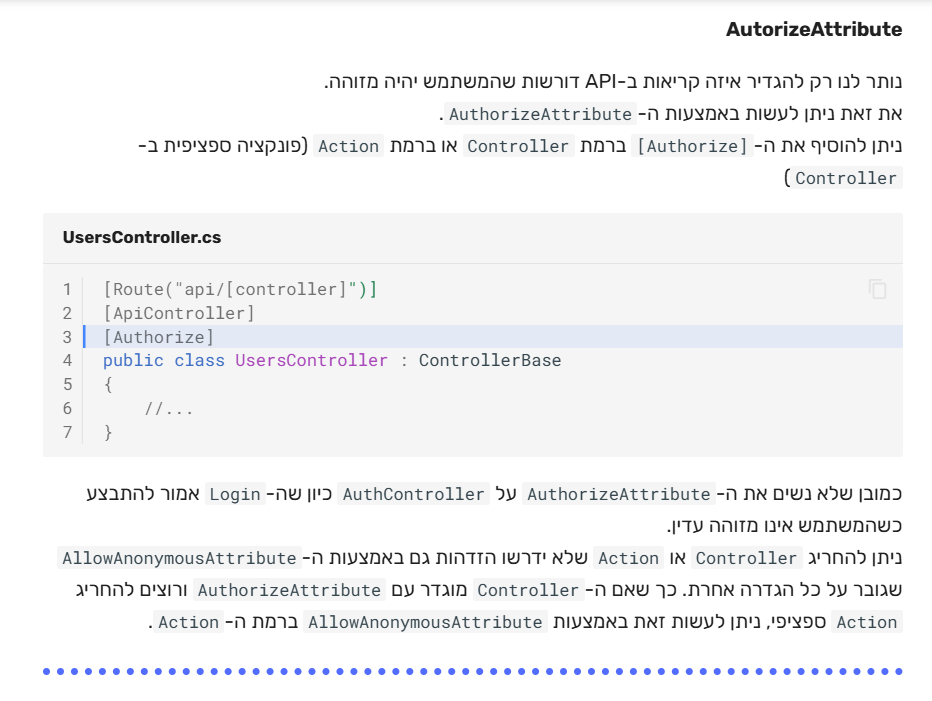 AutorizeAttribute
נותר לנו רק להגדיר איזה קריאות ב-API דורשות שהמשתמש יהיה מזוהה.
את זאת ניתן לעשות באמצעות ה- AuthorizeAttribute .
ניתן להוסיף את ה- [Authorize] ברמת Controller או ברמת Action (פונקציה ספציפית ב-
Controller )
UsersController.cs
1 [Route("api/[controller]")]
2 [ApiController]
3 [Authorize]
4 public class UsersController : ControllerBase
5 {
6     //...
7 }
כמובן שלא נשים את ה- AuthorizeAttribute על AuthController כיון שה- Login אמור להתבצע
כשהמשתמש אינו מזוהה עדין.
ניתן להחריג Controller או Action שלא ידרשו הזדהות גם באמצעות ה- AllowAnonymousAttribute
שגובר על כל הגדרה אחרת. כך שאם ה- Controller מוגדר עם AuthorizeAttribute ורוצים להחריג
Action ספציפי, ניתן לעשות זאת באמצעות AllowAnonymousAttribute ברמת ה- Action .